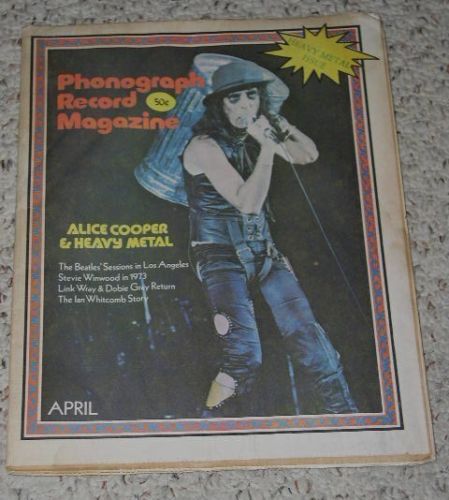 HEAVY METAL
ISSUE
Phonograph
Record
Magazine
50¢
ALICE COOPER
& HEAVY METAL
The Beatles' Sessions in Los Angeles
Stevie Winwood in 1973
Link Wray & Dobie Gray Return
The Ian Whitcomb Story
APRIL